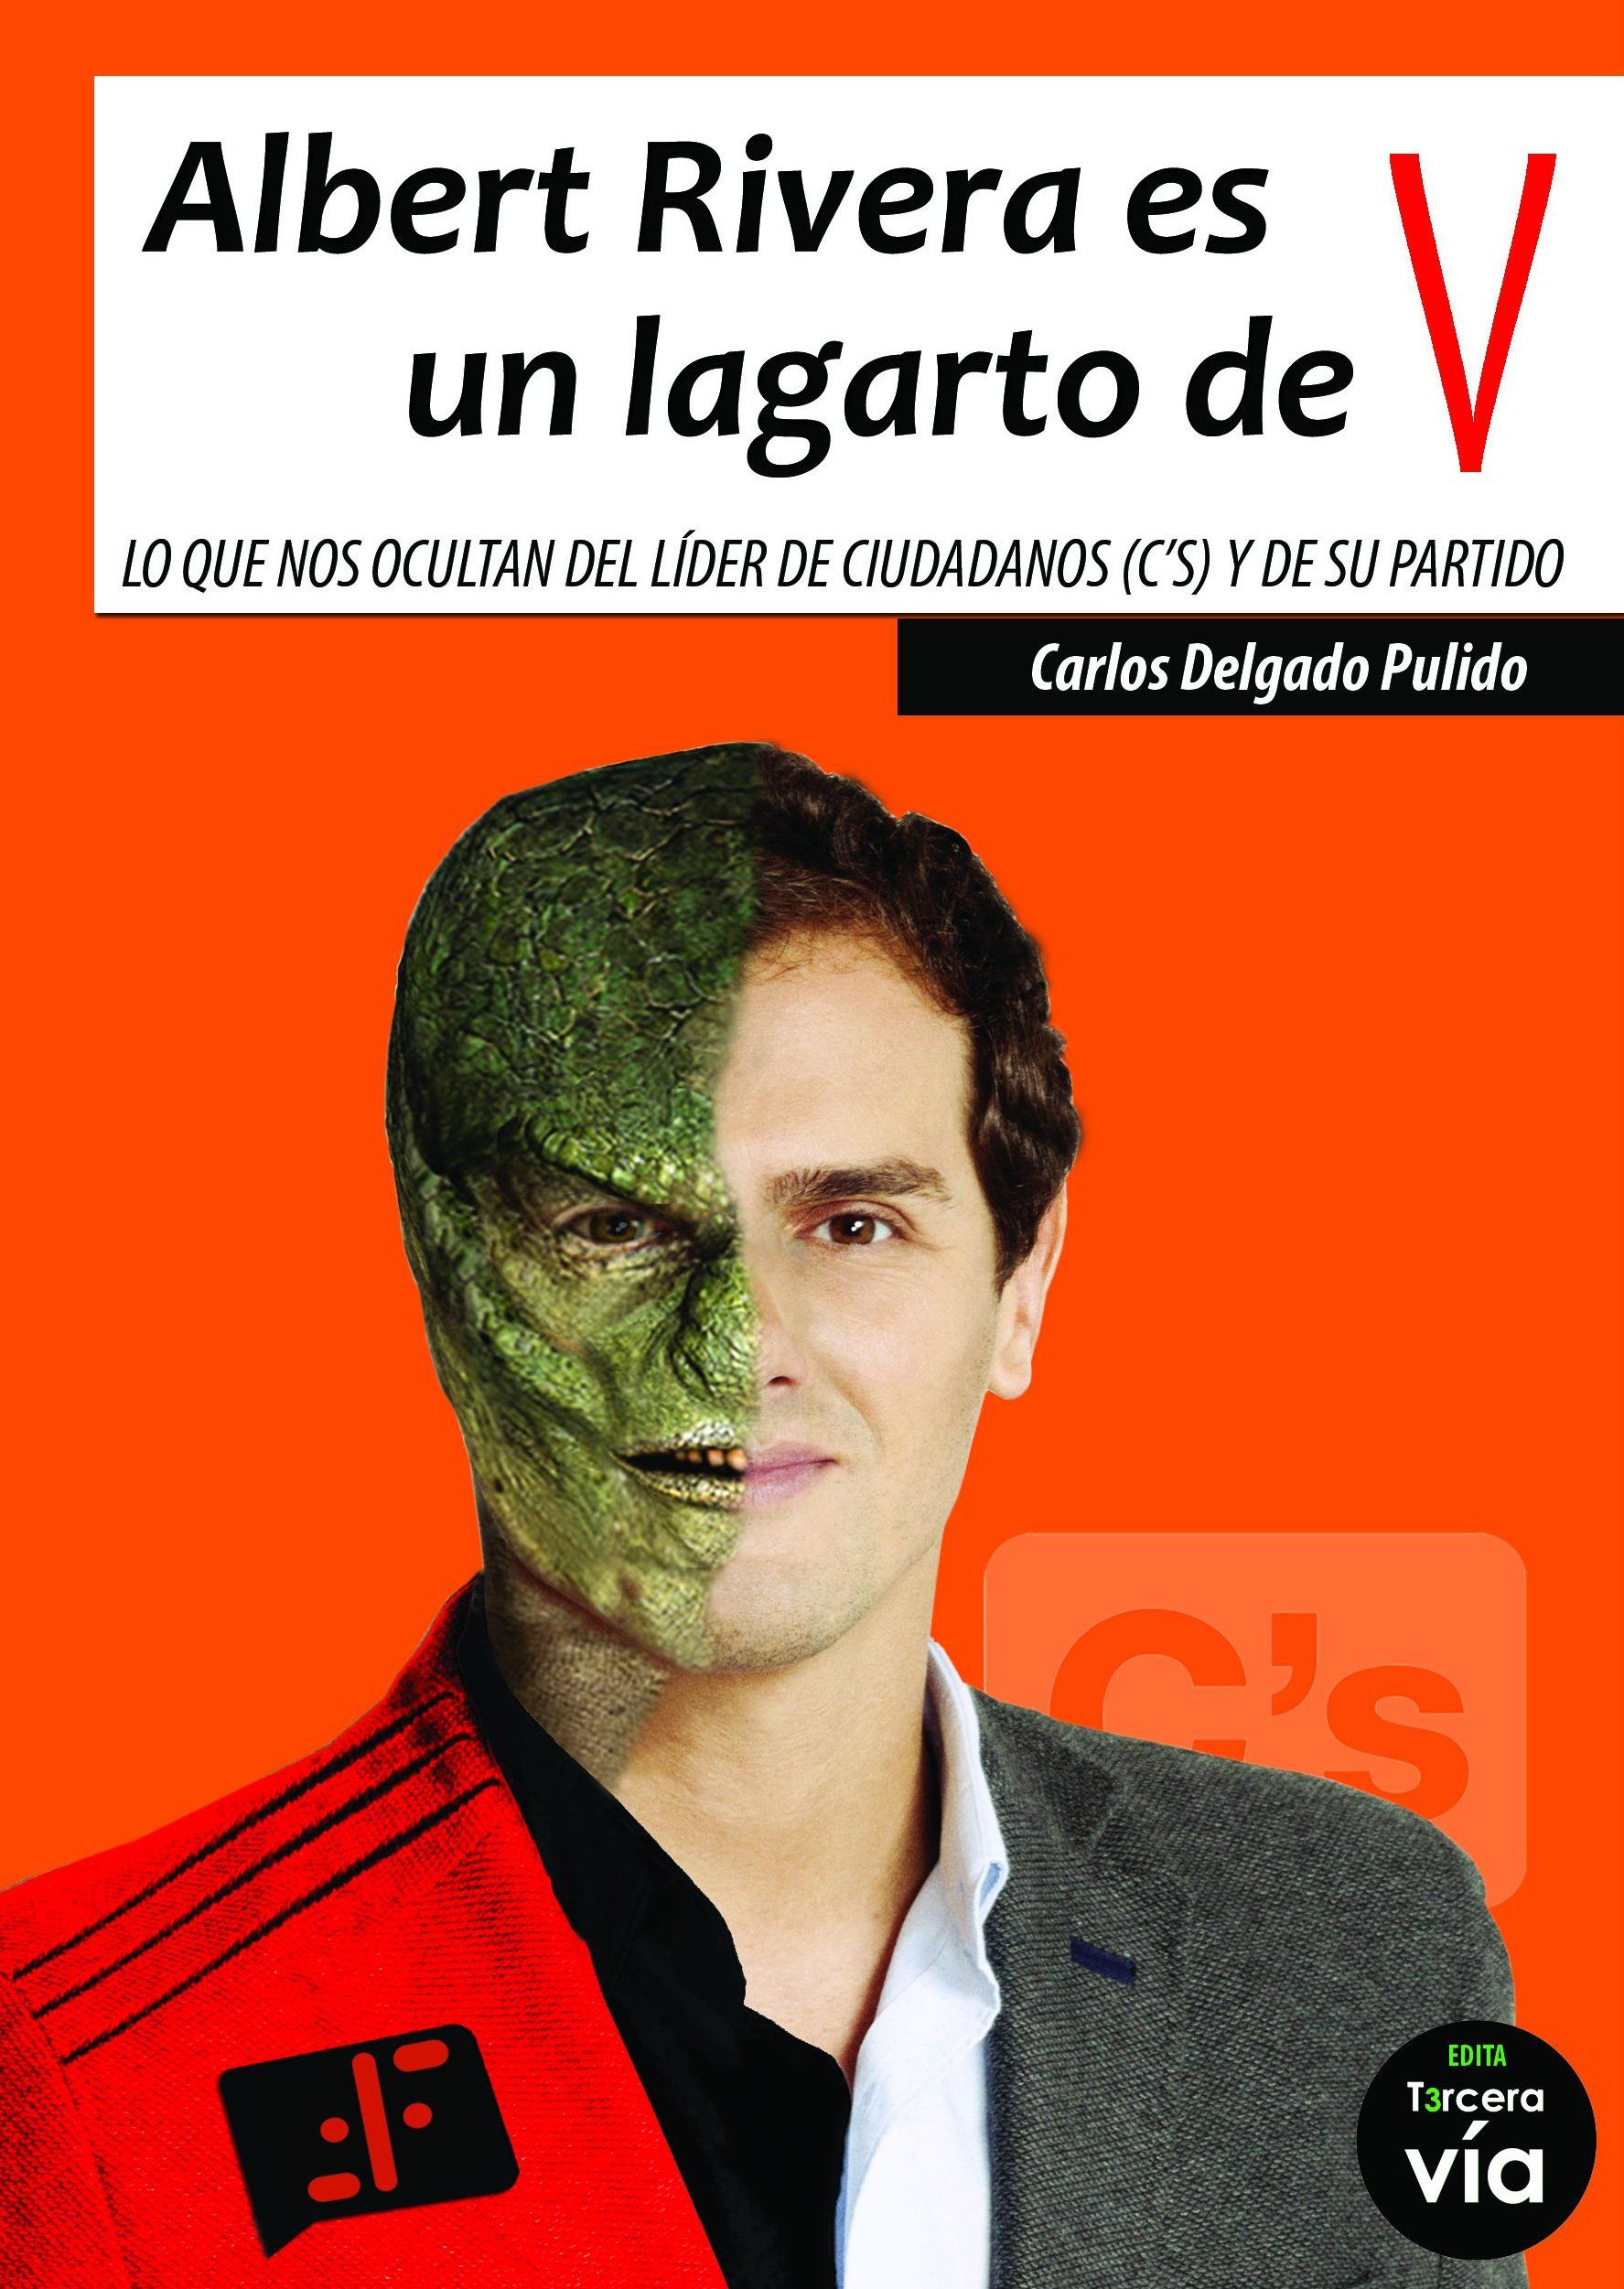 Albert Rivera es
un lagarto de V
LO QUE NOS OCULTAN DEL LÍDER DE CIUDADANOS (C'S) Y DE SU PARTIDO
Carlos Delgado Pulido
C's
EDITA
T3rcera
vía